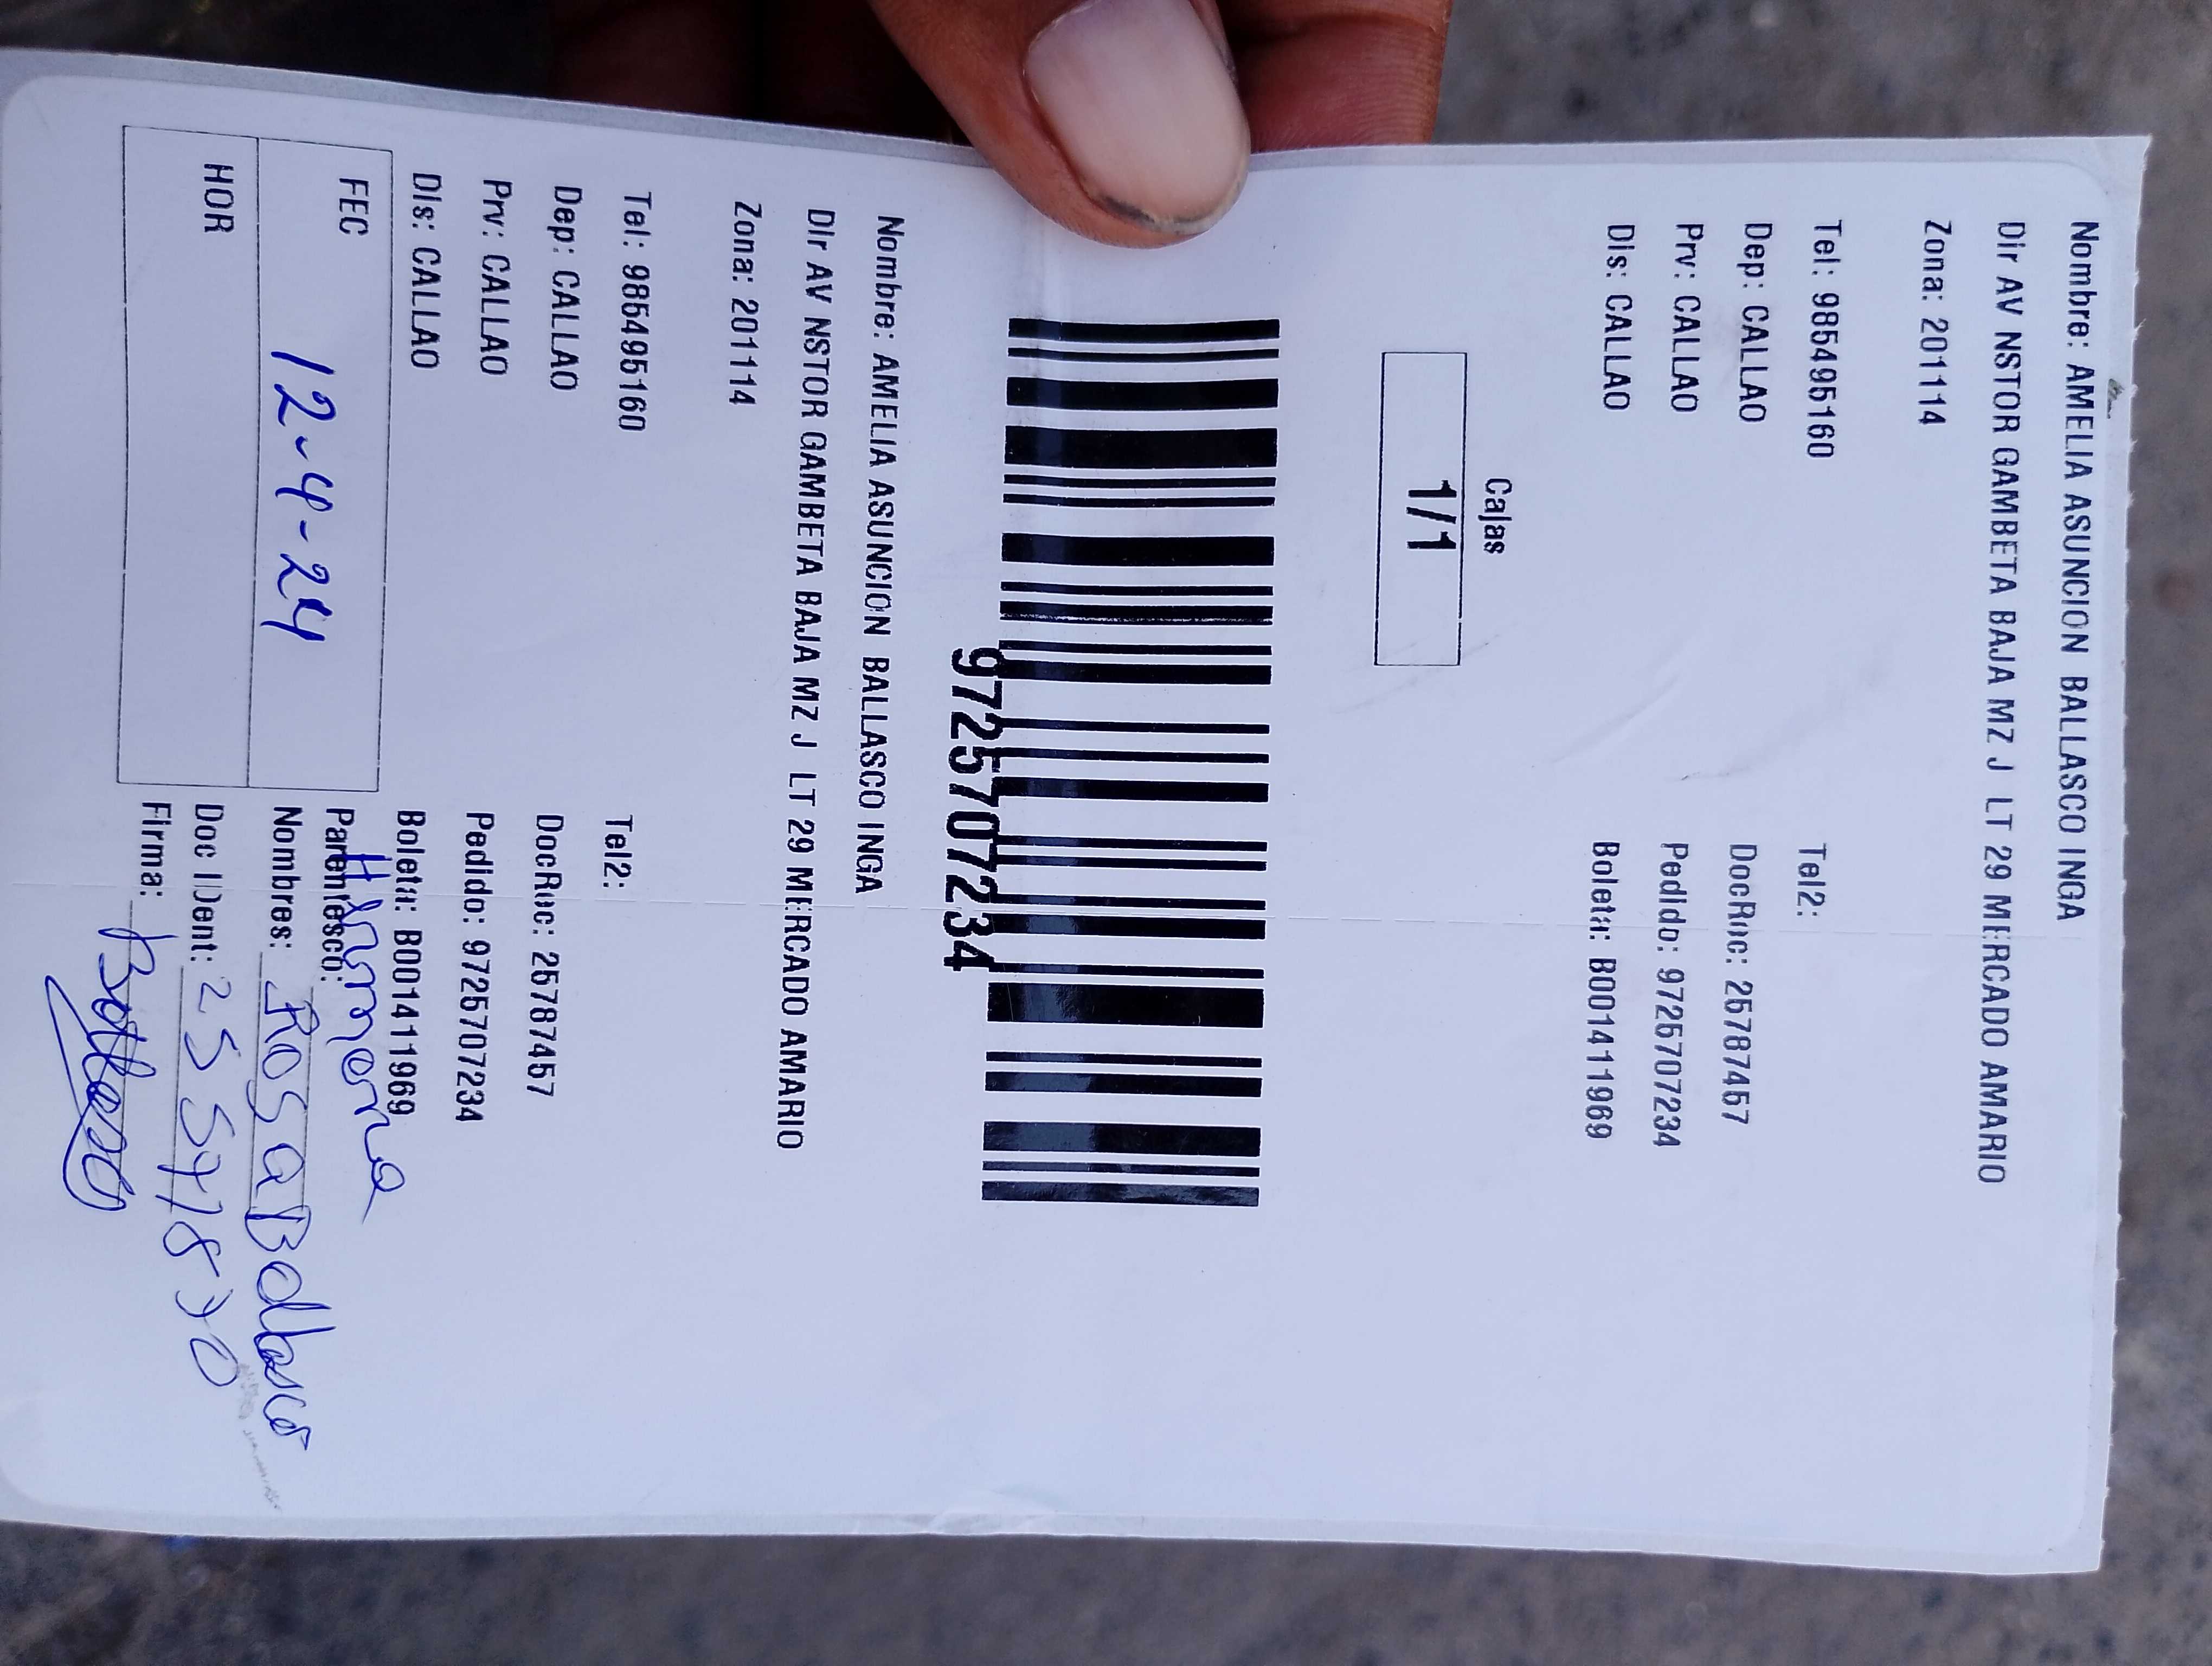 Nombre: AMELIA ASUNCION BALLASCO INGA
Dir AV NSTOR GAMBETA BAJA MZ J LT 29 MERCADO AMARIO
Zona: 201114
Tel: 985495160 Tel2:
Dep: CALLAO DocRuc: 25787457
Prv: CALLAO Pedido: 9725707234
Dis: CALLAO Boleta: B001411969
Cajas
1/1
9725707234
Nombre: AMELIA ASUNCION BALLASCO INGA
Dir AV NSTOR GAMBETA BAJA MZ J LT 29 MERCADO AMARIO
Zona: 201114
Tel: 985495160 Tel2:
Dep: CALLAO DocRuc: 25787457
Prv: CALLAO Pedido: 9725707234
Dis: CALLAO Boleta: B001411969
FEC 12-4-24
HOR
Parentesco: Hermana
Nombres: Rosa Ballasco
Doc IDent:
Firma: Ballasco